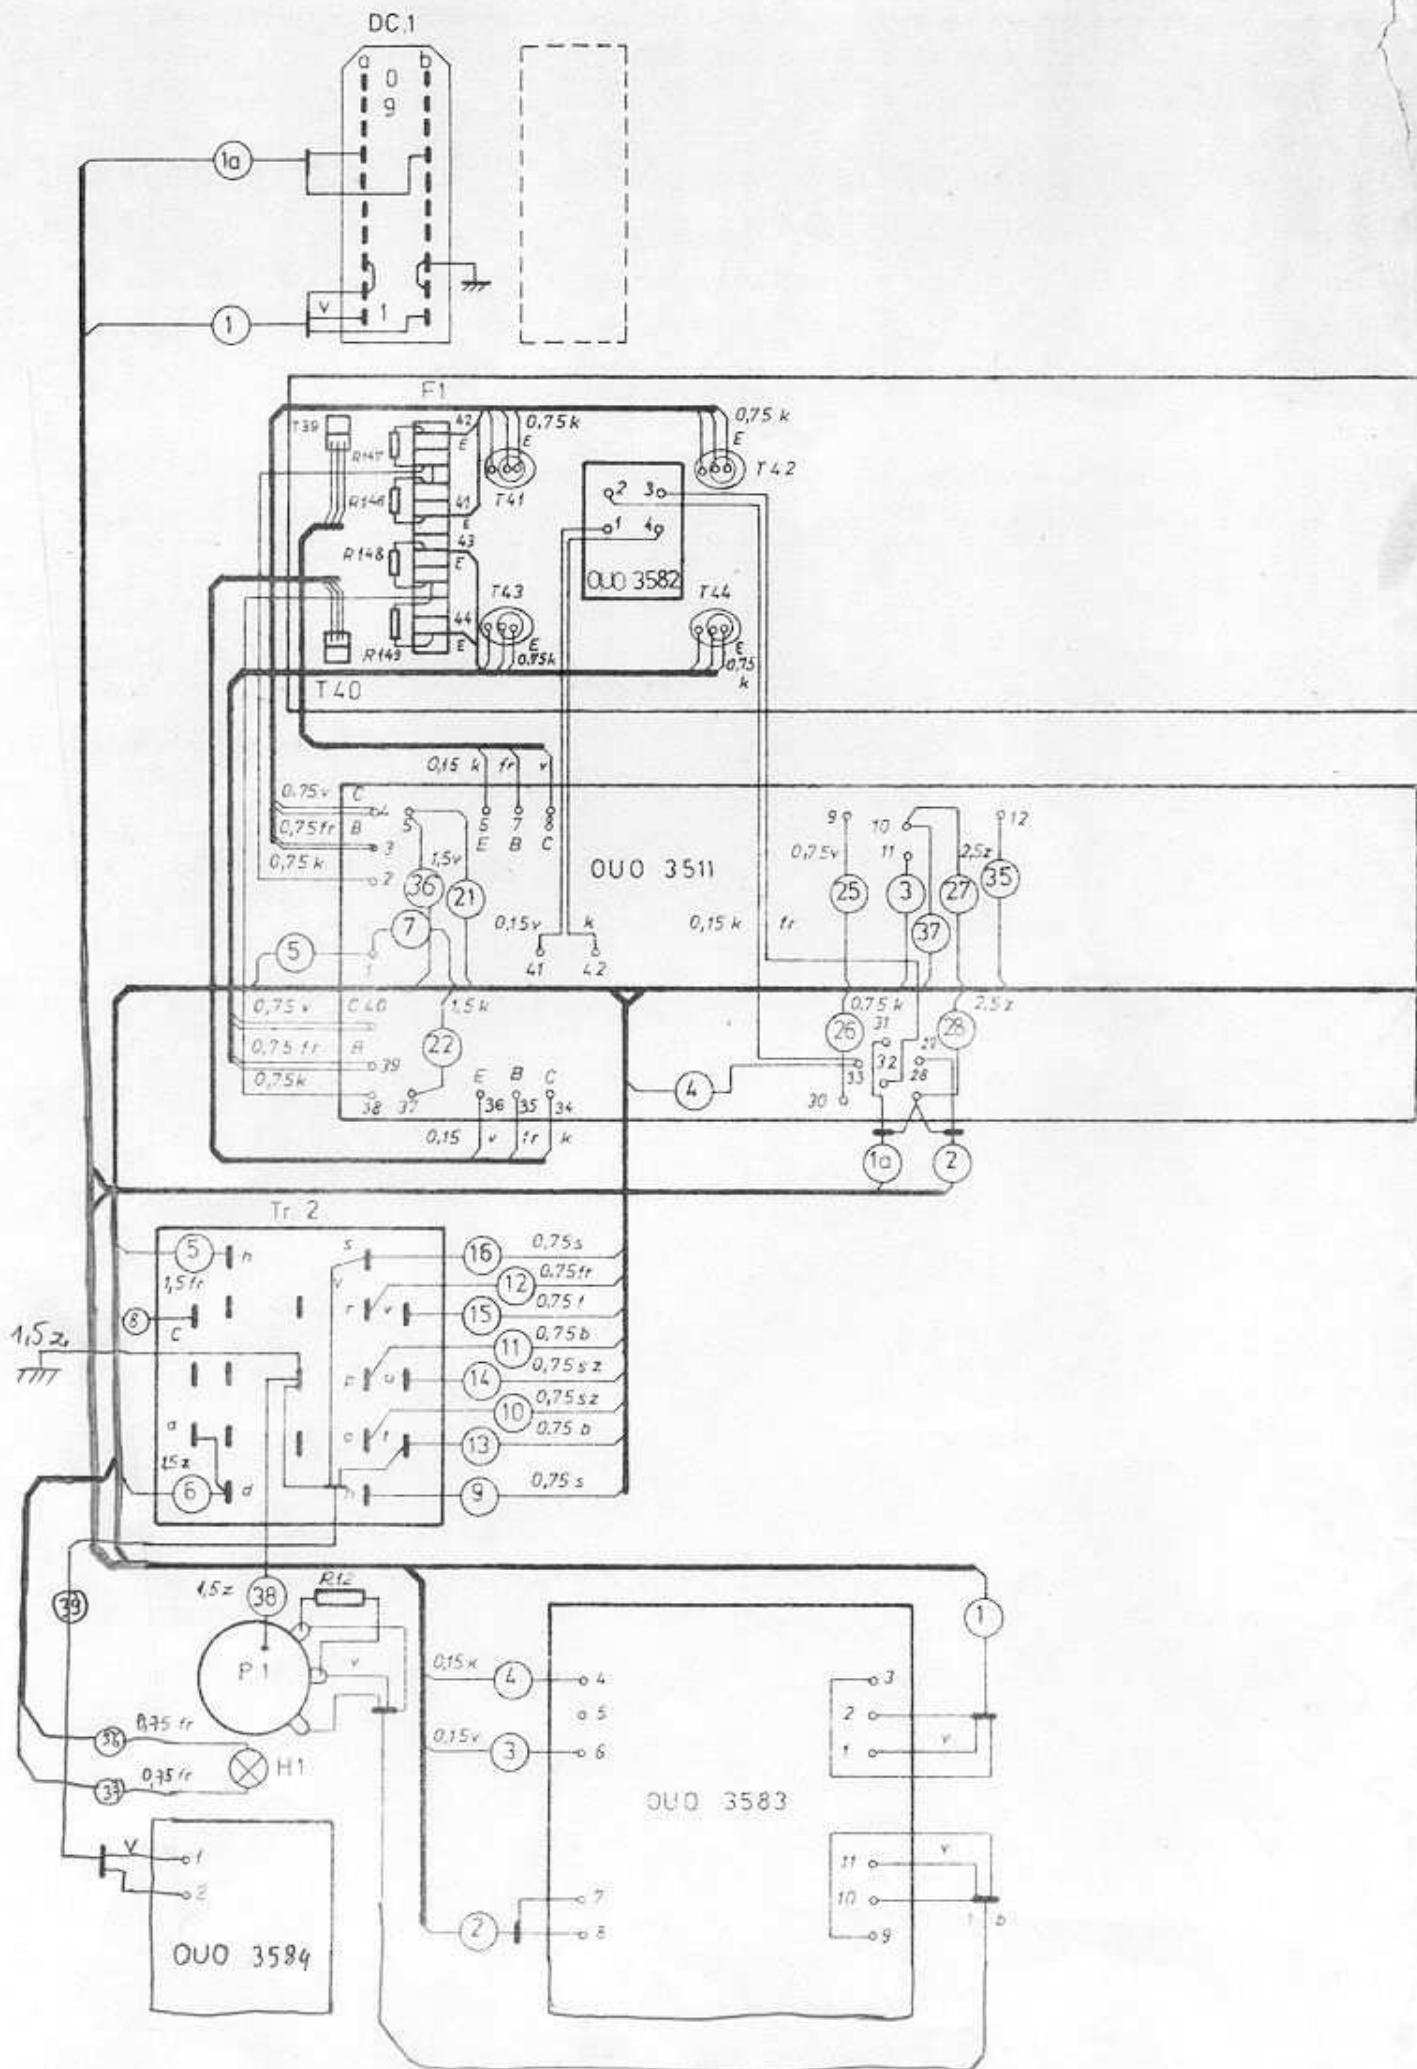 DC.1
a b
0
9
1a
1 v 1
F1
T39 42 0,75 k 0,75 k
E E E
R147
T41 T42
2 3
R146 41
E
1 4
43
R148 E
OUO 3582
T43 T44
44
E E E
R149 0,75k 0,75
k
T40
0,15 k fr v
0,75 v C 4 5 6 7 8 9 10 12
0,75 fr B 3 E B C 11
0,75 k 2 1,5v OUO 3511 0,75v 2,5z
36 21 25 3 27 35
7 0,15v k 0,15 k fr 37
5 1 41 42
0,75 v C 40 1,5 k 0,75 k 2,5 z
22 26 31 28
0,75 fr B 39 27
32
33 28
0,75k E B C 4
38 37 36 35 34 30
0,15 v fr k
1a 2
Tr. 2
5 n s 16 0,75 s
1,5 fr v 12 0,75 fr
8 r v 15 0,75 f
C
1,5 z 11 0,75 b
p u 14 0,75 sz
10 0,75 sz
a o t 13 0,75 b
1,5 z
6 d n 9 0,75 s
39 1,5 z 38 R12
1
P1 v
0,15 k 4 4 3
5 2
0,15v 3 6 1 v
36 0,75 fr
H1
37 0,75 fr
OUO 3583
v 1
2
11 v
7 10
2 8 9 1 b
OUO 3584